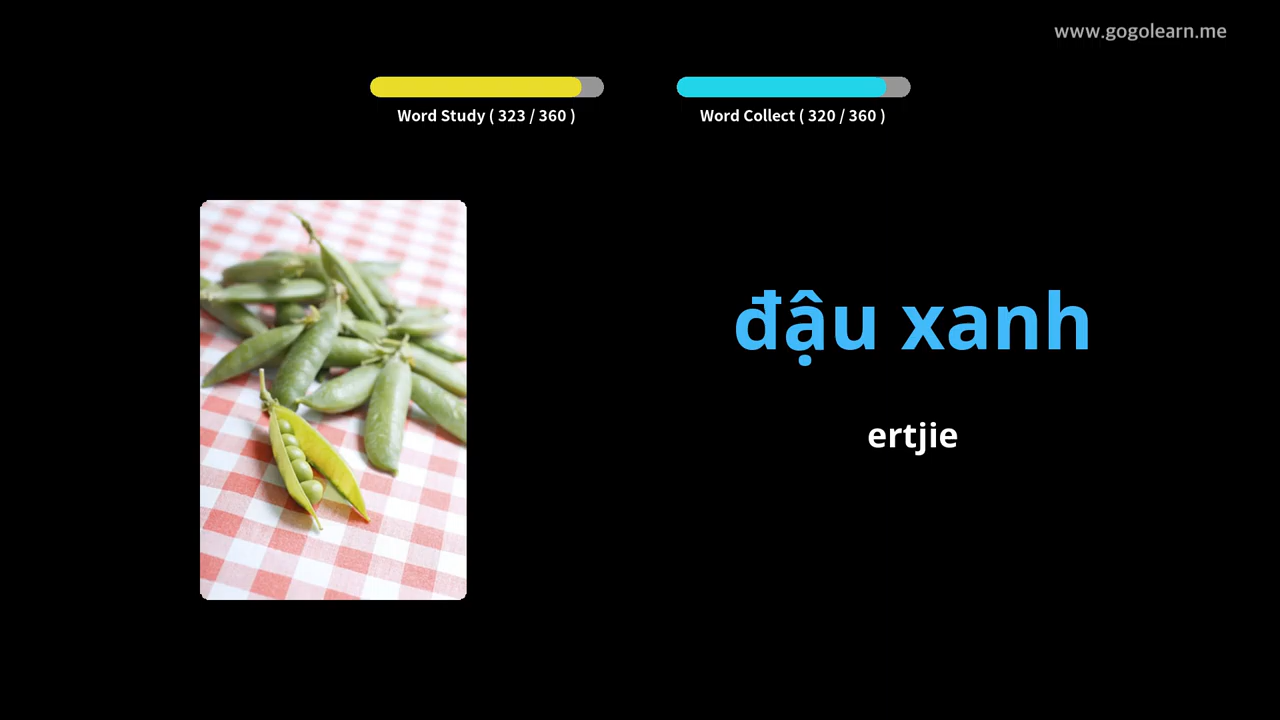 www.gogolearn.me
Word Study ( 323 / 360 )
Word Collect ( 320 / 360 )
đậu xanh
ertjie